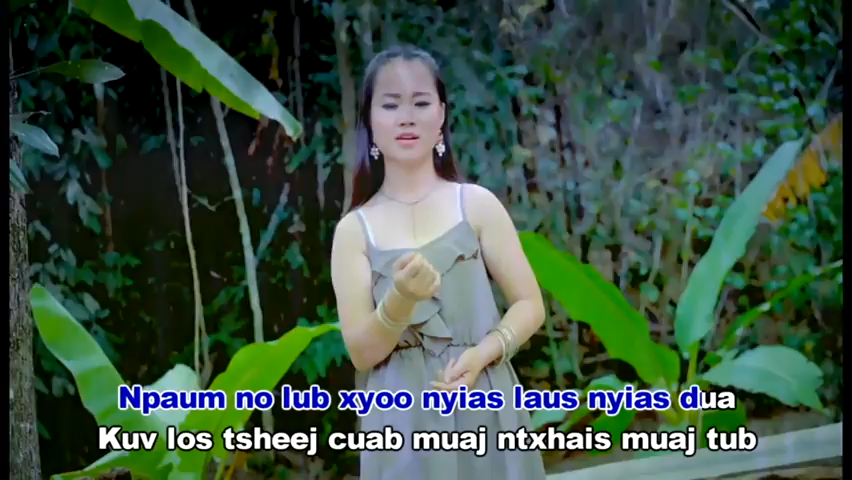 Npaum no lub xyoo nyias laus nyias dua
Kuv los tsheej cuab muaj ntxhais muaj tub